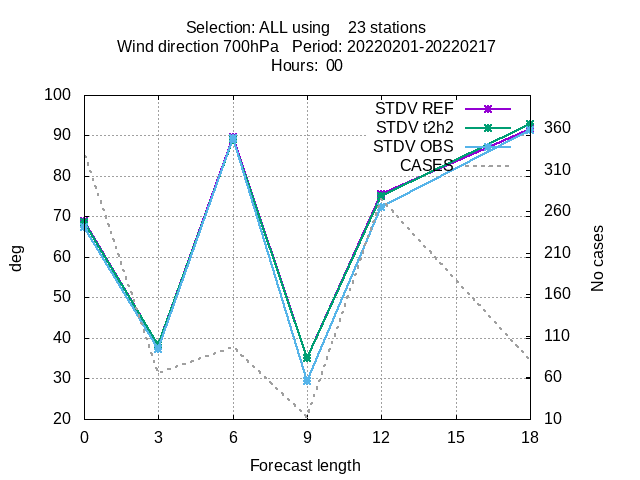 Selection: ALL using    23 stations
Wind direction 700hPa   Period: 20220201-20220217
Hours:  00
100
90
80
70
60
50
40
30
20
deg
STDV REF
STDV t2h2
STDV OBS
CASES
360
310
260
210
160
110
60
10
No cases
0 3 6 9 12 15 18
Forecast length